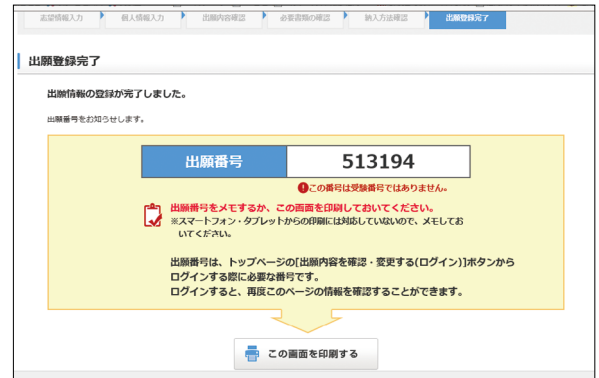 志望情報入力
個人情報入力
出願内容確認
必要書類の確認
納入方法確認
出願登録完了
出願登録完了
出願情報の登録が完了しました。
出願番号をお知らせします。
出願番号
513194
この番号は受験番号ではありません。
出願番号をメモするか、この画面を印刷しておいてください。
※スマートフォン・タブレットからの印刷には対応していないので、メモしてお
いてください。
出願番号は、トップページの[出願内容を確認・変更する(ログイン)]ボタンから
ログインする際に必要な番号です。
ログインすると、再度このページの情報を確認することができます。
この画面を印刷する